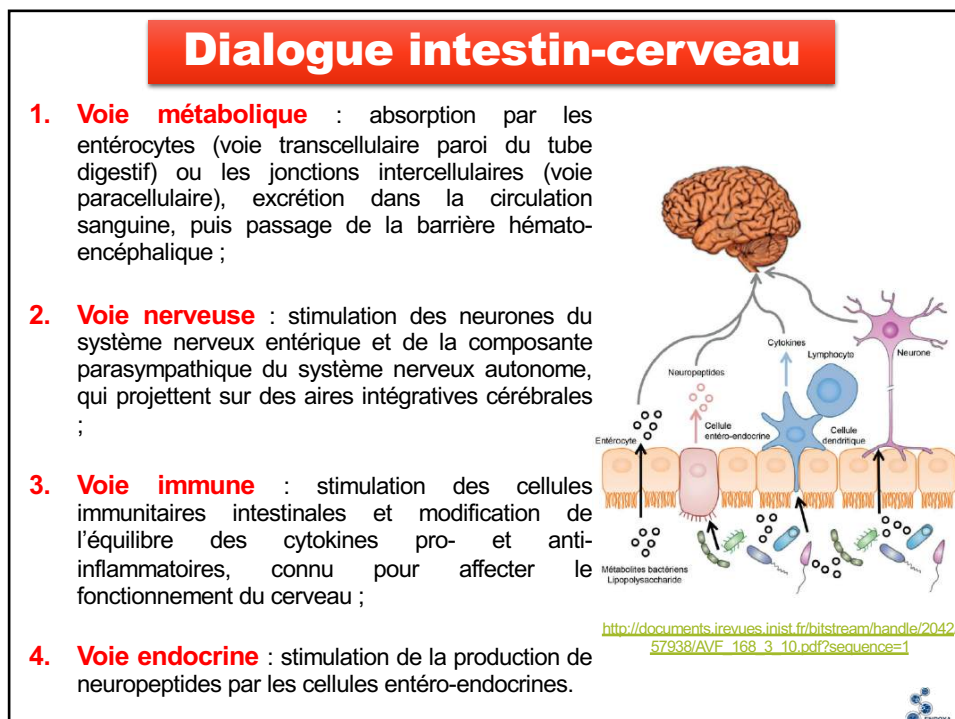 Dialogue intestin-cerveau
1. Voie métabolique : absorption par les
entérocytes (voie transcellulaire paroi du tube
digestif) ou les jonctions intercellulaires (voie
paracellulaire), excrétion dans la circulation
sanguine, puis passage de la barrière hémato-
encéphalique ;
2. Voie nerveuse : stimulation des neurones du
système nerveux entérique et de la composante
parasympathique du système nerveux autonome,
qui projettent sur des aires intégratives cérébrales
;
3. Voie immune : stimulation des cellules
immunitaires intestinales et modification de
l’équilibre des cytokines pro- et anti-
inflammatoires, connu pour affecter le
fonctionnement du cerveau ;
4. Voie endocrine : stimulation de la production de
neuropeptides par les cellules entéro-endocrines.
Cytokines
Lymphocyte
Neurone
Neuropeptides
Entérocyte
Cellule
entéro-endocrine
Cellule
dendritique
Métabolites bactériens
Lipopolysaccharide
http://documents.irevues.inist.fr/bitstream/handle/2042/
57938/AVF_168_3_10.pdf?sequence=1